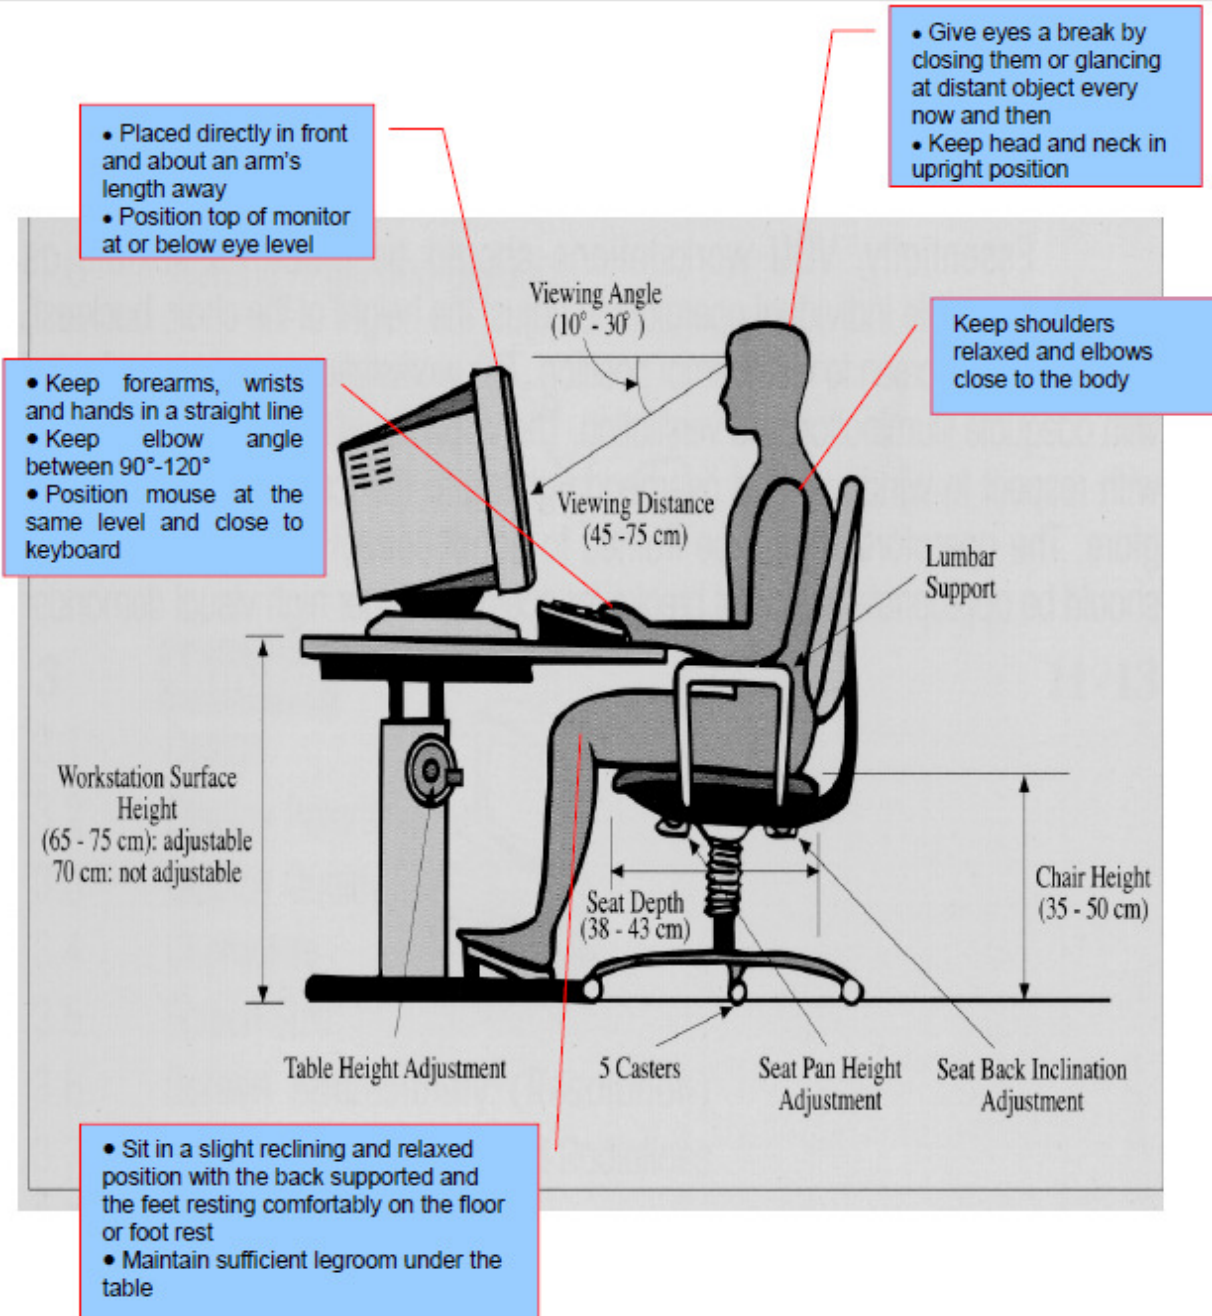 • Give eyes a break by
closing them or glancing
at distant object every
now and then
• Keep head and neck in
upright position
• Placed directly in front
and about an arm's
length away
• Position top of monitor
at or below eye level
Viewing Angle
(10° - 30°)
Keep shoulders
relaxed and elbows
close to the body
• Keep forearms, wrists
and hands in a straight line
• Keep elbow angle
between 90°-120°
• Position mouse at the
same level and close to
keyboard
Viewing Distance
(45 -75 cm)
Lumbar
Support
Workstation Surface
Height
(65 - 75 cm): adjustable
70 cm: not adjustable
Seat Depth
(38 - 43 cm)
Chair Height
(35 - 50 cm)
Table Height Adjustment
5 Casters
Seat Pan Height
Adjustment
Seat Back Inclination
Adjustment
• Sit in a slight reclining and relaxed
position with the back supported and
the feet resting comfortably on the floor
or foot rest
• Maintain sufficient legroom under the
table